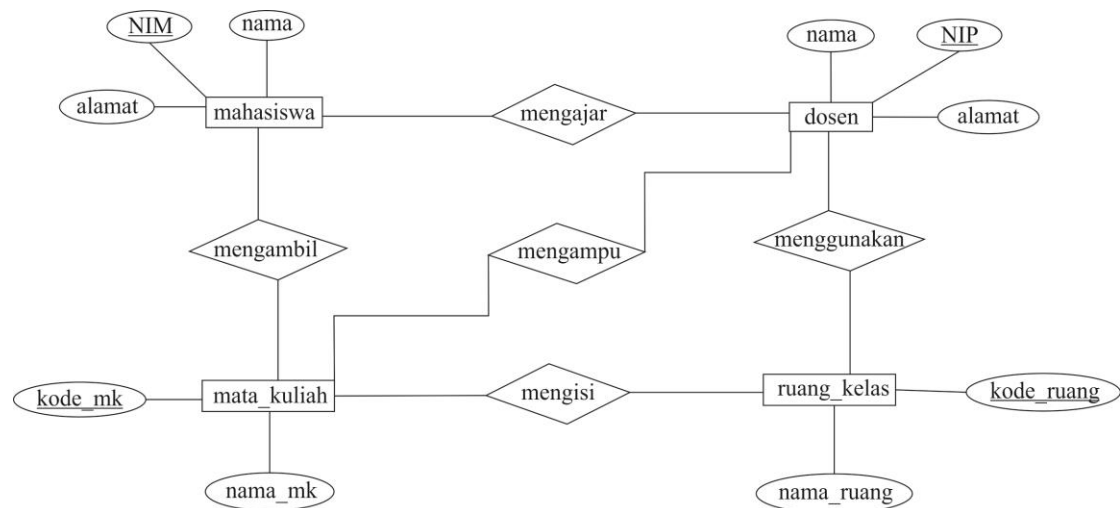 NIM
nama
nama
NIP
alamat
mahasiswa
mengajar
dosen
alamat
mengambil
mengampu
menggunakan
kode_mk
mata_kuliah
mengisi
ruang_kelas
kode_ruang
nama_mk
nama_ruang